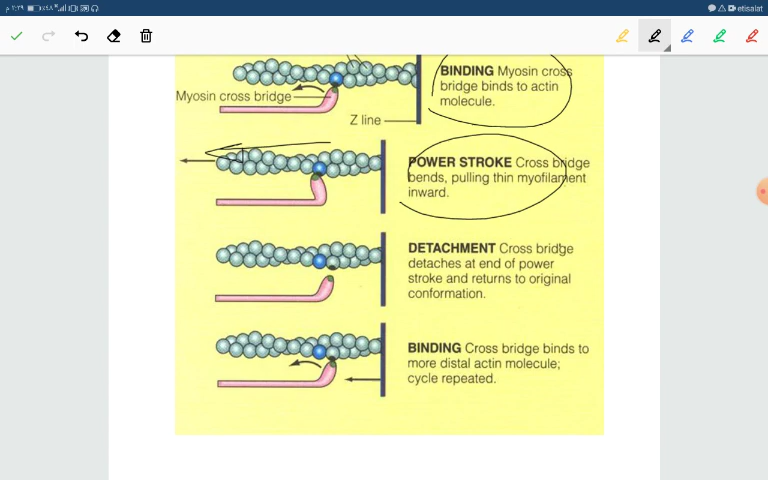 etisalat
BINDING Myosin cross
bridge binds to actin
molecule.
Myosin cross bridge
Z line
POWER STROKE Cross bridge
bends, pulling thin myofilament
inward.
DETACHMENT Cross bridge
detaches at end of power
stroke and returns to original
conformation.
BINDING Cross bridge binds to
more distal actin molecule;
cycle repeated.